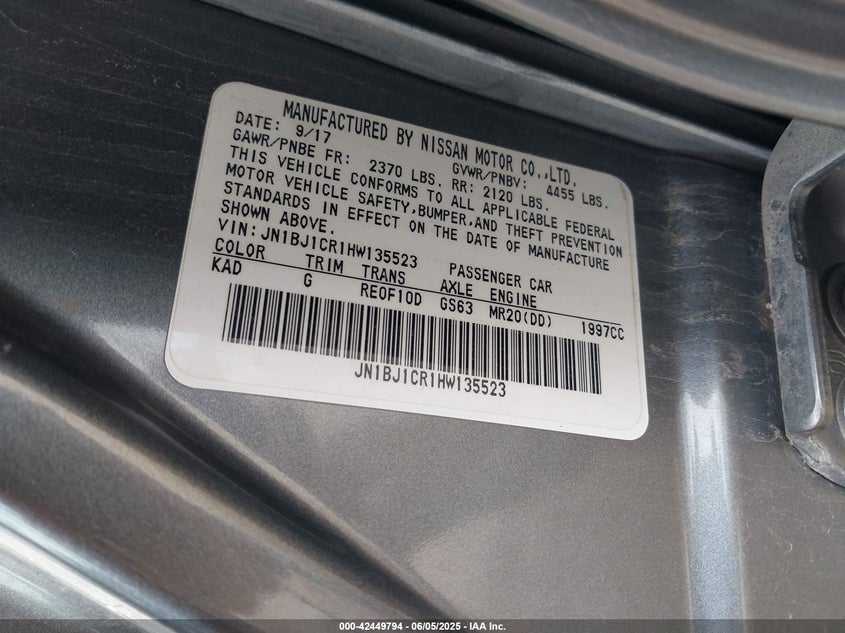 MANUFACTURED BY NISSAN MOTOR CO.,LTD.
DATE: 9/17 GVWR/PNBV: 4455 LBS.
GAWR/PNBE FR: 2370 LBS. RR: 2120 LBS.
THIS VEHICLE CONFORMS TO ALL APPLICABLE FEDERAL
MOTOR VEHICLE SAFETY,BUMPER,AND THEFT PREVENTION
STANDARDS IN EFFECT ON THE DATE OF MANUFACTURE
SHOWN ABOVE.
VIN:JN1BJ1CR1HW135523 PASSENGER CAR
COLOR TRIM TRANS AXLE ENGINE
KAD G RE0F10D GS63 MR20(DD) 1997CC
JN1BJ1CR1HW135523
000-42449794 - 06/05/2025 - IAA Inc.